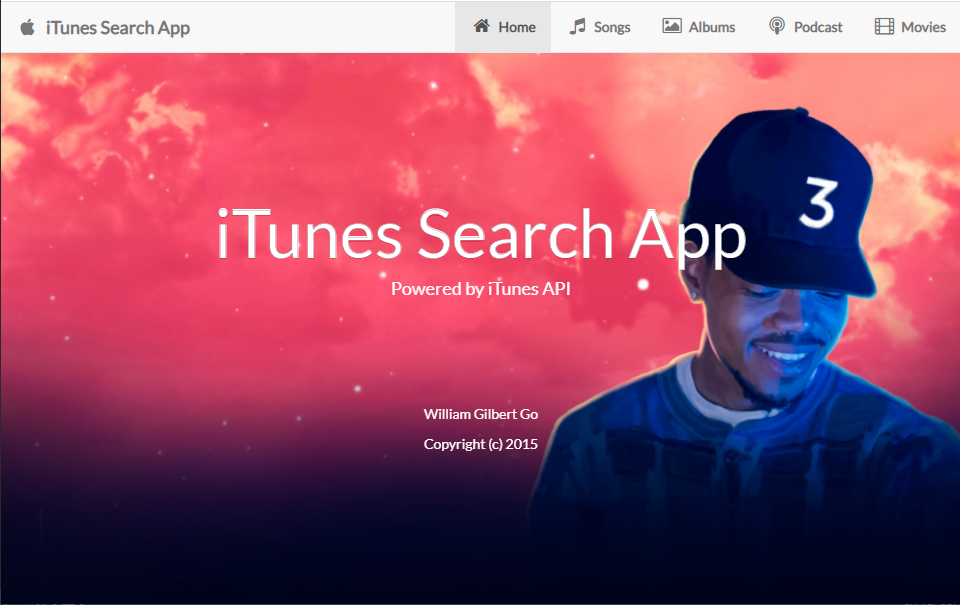 iTunes Search App Home Songs Albums Podcast Movies
3
iTunes Search App
Powered by iTunes API
William Gilbert Go
Copyright (c) 2015